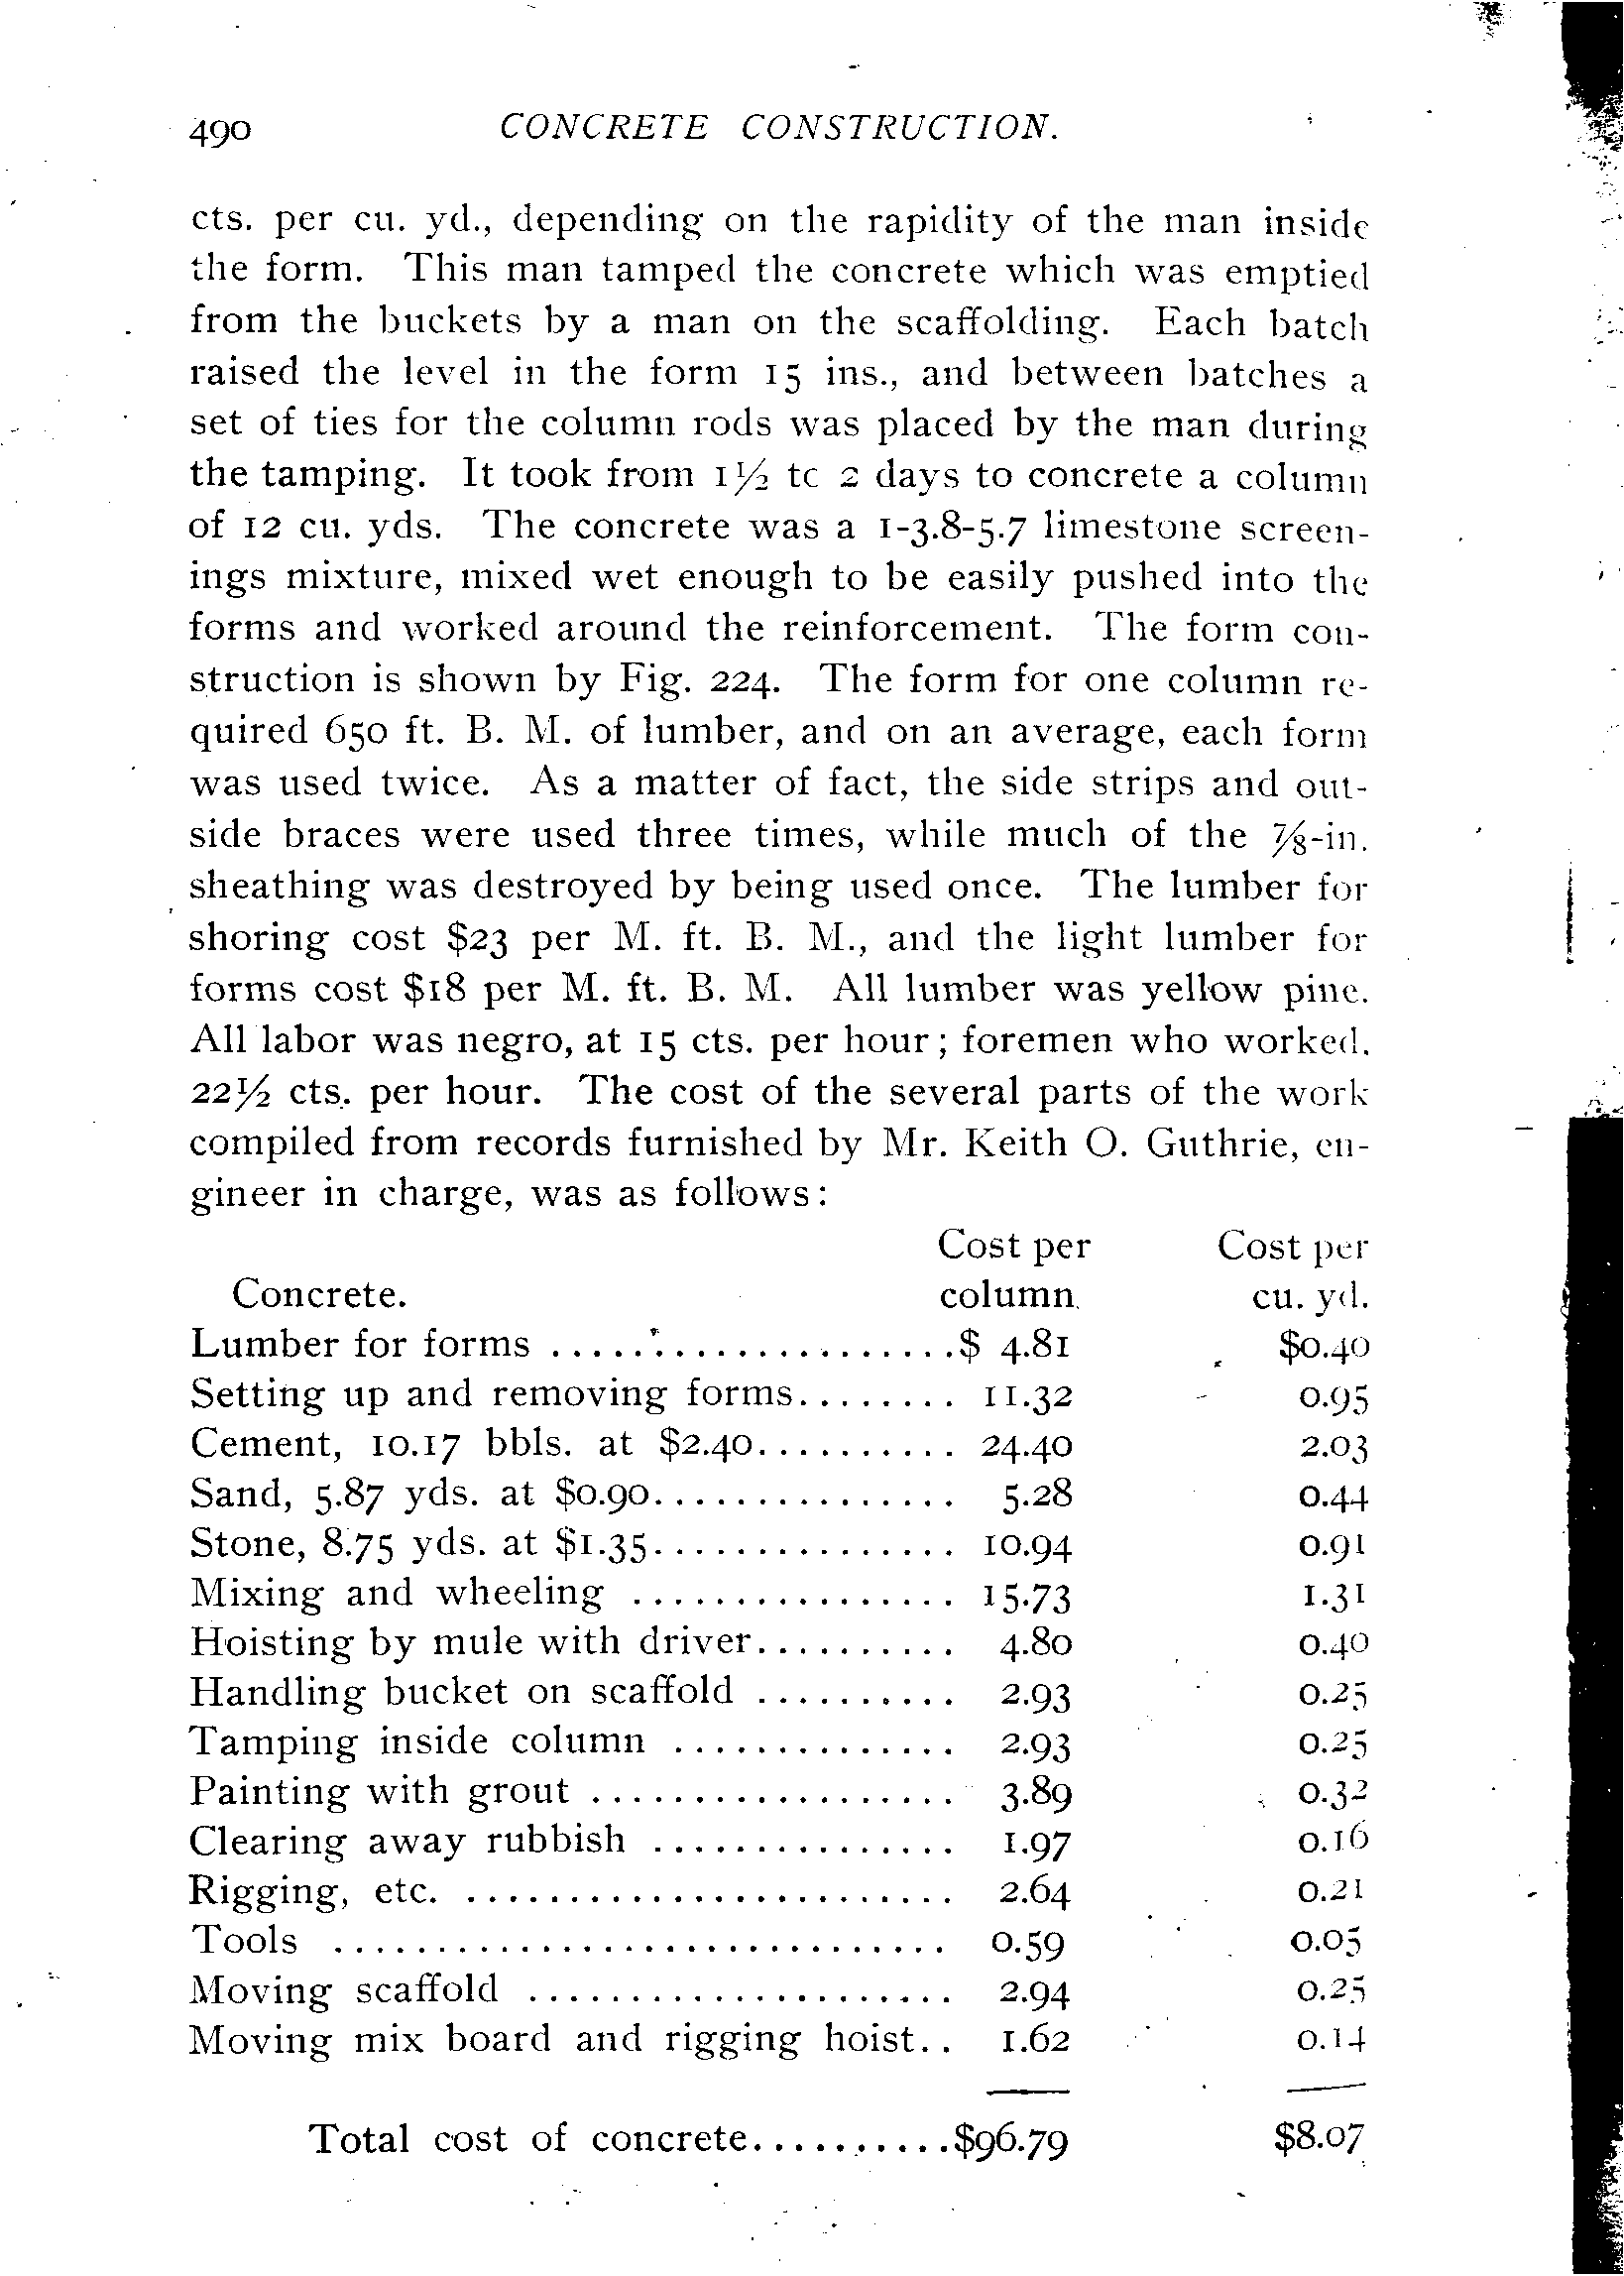 490 CONCRETE CONSTRUCTION.
cts. per cu. yd., depending on the rapidity of the man inside
the form. This man tamped the concrete which was emptied
from the buckets by a man on the scaffolding. Each batch
raised the level in the form 15 ins., and between batches a
set of ties for the column rods was placed by the man during
the tamping. It took from 1½ tc 2 days to concrete a column
of 12 cu. yds. The concrete was a 1-3.8-5.7 limestone screen-
ings mixture, mixed wet enough to be easily pushed into the
forms and worked around the reinforcement. The form con-
struction is shown by Fig. 224. The form for one column re-
quired 650 ft. B. M. of lumber, and on an average, each form
was used twice. As a matter of fact, the side strips and out-
side braces were used three times, while much of the ⅞-in.
sheathing was destroyed by being used once. The lumber for
shoring cost $23 per M. ft. B. M., and the light lumber for
forms cost $18 per M. ft. B. M. All lumber was yellow pine.
All labor was negro, at 15 cts. per hour; foremen who worked.
22½ cts. per hour. The cost of the several parts of the work
compiled from records furnished by Mr. Keith O. Guthrie, en-
gineer in charge, was as follows:
Cost per Cost per
Concrete. column. cu. yd.
Lumber for forms ....................$ 4.81 $0.40
Setting up and removing forms........ 11.32 0.95
Cement, 10.17 bbls. at $2.40.......... 24.40 2.03
Sand, 5.87 yds. at $0.90............... 5.28 0.44
Stone, 8.75 yds. at $1.35............... 10.94 0.91
Mixing and wheeling ................ 15.73 1.31
Hoisting by mule with driver.......... 4.80 0.40
Handling bucket on scaffold .......... 2.93 0.25
Tamping inside column .............. 2.93 0.25
Painting with grout .................. 3.89 0.32
Clearing away rubbish ............... 1.97 0.16
Rigging, etc. ........................ 2.64 0.21
Tools .............................. 0.59 0.05
Moving scaffold ..................... 2.94 0.25
Moving mix board and rigging hoist.. 1.62 0.14
Total cost of concrete..........$96.79 $8.07